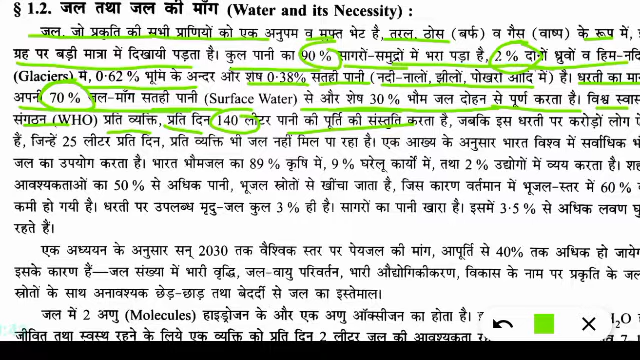 § 1.2. जल तथा जल की माँग (Water and its Necessity) :
जल, जो प्रकृति की सभी प्राणियों को एक अनुपम व मुफ्त भेट है, तरल, ठोस (बर्फ) व गैस (वाष्प) के रूप में, इ
ग्रह पर बड़ी मात्रा में दिखायी पड़ता है। कुल पानी का 90% सागरों-समुद्रों में भरा पड़ा है, 2% दोनों ध्रुवों व हिम-नदि
(Glaciers) में, 0·62% भूमि के अन्दर और शेष 0·38% सतही पानी (नदी-नालों, झीलों, पोखरों आदि में) है। धरती का मा
अपनी 70% जल-माँग सतही पानी (Surface Water) से और शेष 30% भौम जल दोहन से पूर्ण करता है। विश्व स्वा
संगठन (WHO) प्रति व्यक्ति, प्रति दिन 140 लीटर पानी की पूर्ति की संस्तुति करता है, जबकि इस धरती पर करोड़ों लोग ऐ
हैं, जिन्हें 25 लीटर प्रति दिन, प्रति व्यक्ति भी जल नहीं मिल पा रहा है। एक आख्य के अनुसार भारत विश्व में सर्वाधिक भौ
जल का उपयोग करता है। भारत भौमजल का 89% कृषि में, 9% घरेलू कार्यों में, तथा 2% उद्योगों में व्यय करता है। शह
आवश्यकताओं का 50% से अधिक पानी, भूजल स्रोतों से खींचा जाता है, जिस कारण वर्तमान में भूजल-स्तर में 60%
कमी हो गयी है। धरती पर उपलब्ध मृदु-जल कुल 3% ही है। सागरों का पानी खारा है। इसमें 3·5% से अधिक लवण घु
रहते हैं।
एक अध्ययन के अनुसार सन् 2030 तक वैश्विक स्तर पर पेयजल की मांग, आपूर्ति से 40% तक अधिक हो जायेग
इसके कारण हैं—जल संख्या में भारी वृद्धि, जल-वायु परिवर्तन, भारी औद्योगिकीकरण, विकास के नाम पर प्रकृति के जल
स्रोतों के साथ अनावश्यक छेड़-छाड़ तथा बेदर्दी से जल का इस्तेमाल।
जल में 2 अणु (Molecules) हाइड्रोजन के और एक अणु ऑक्सीजन का होता है।
जीवित तथा स्वस्थ रहने के लिये एक व्यक्ति को प्रति दिन 2 लीटर जल की आवश्यकता